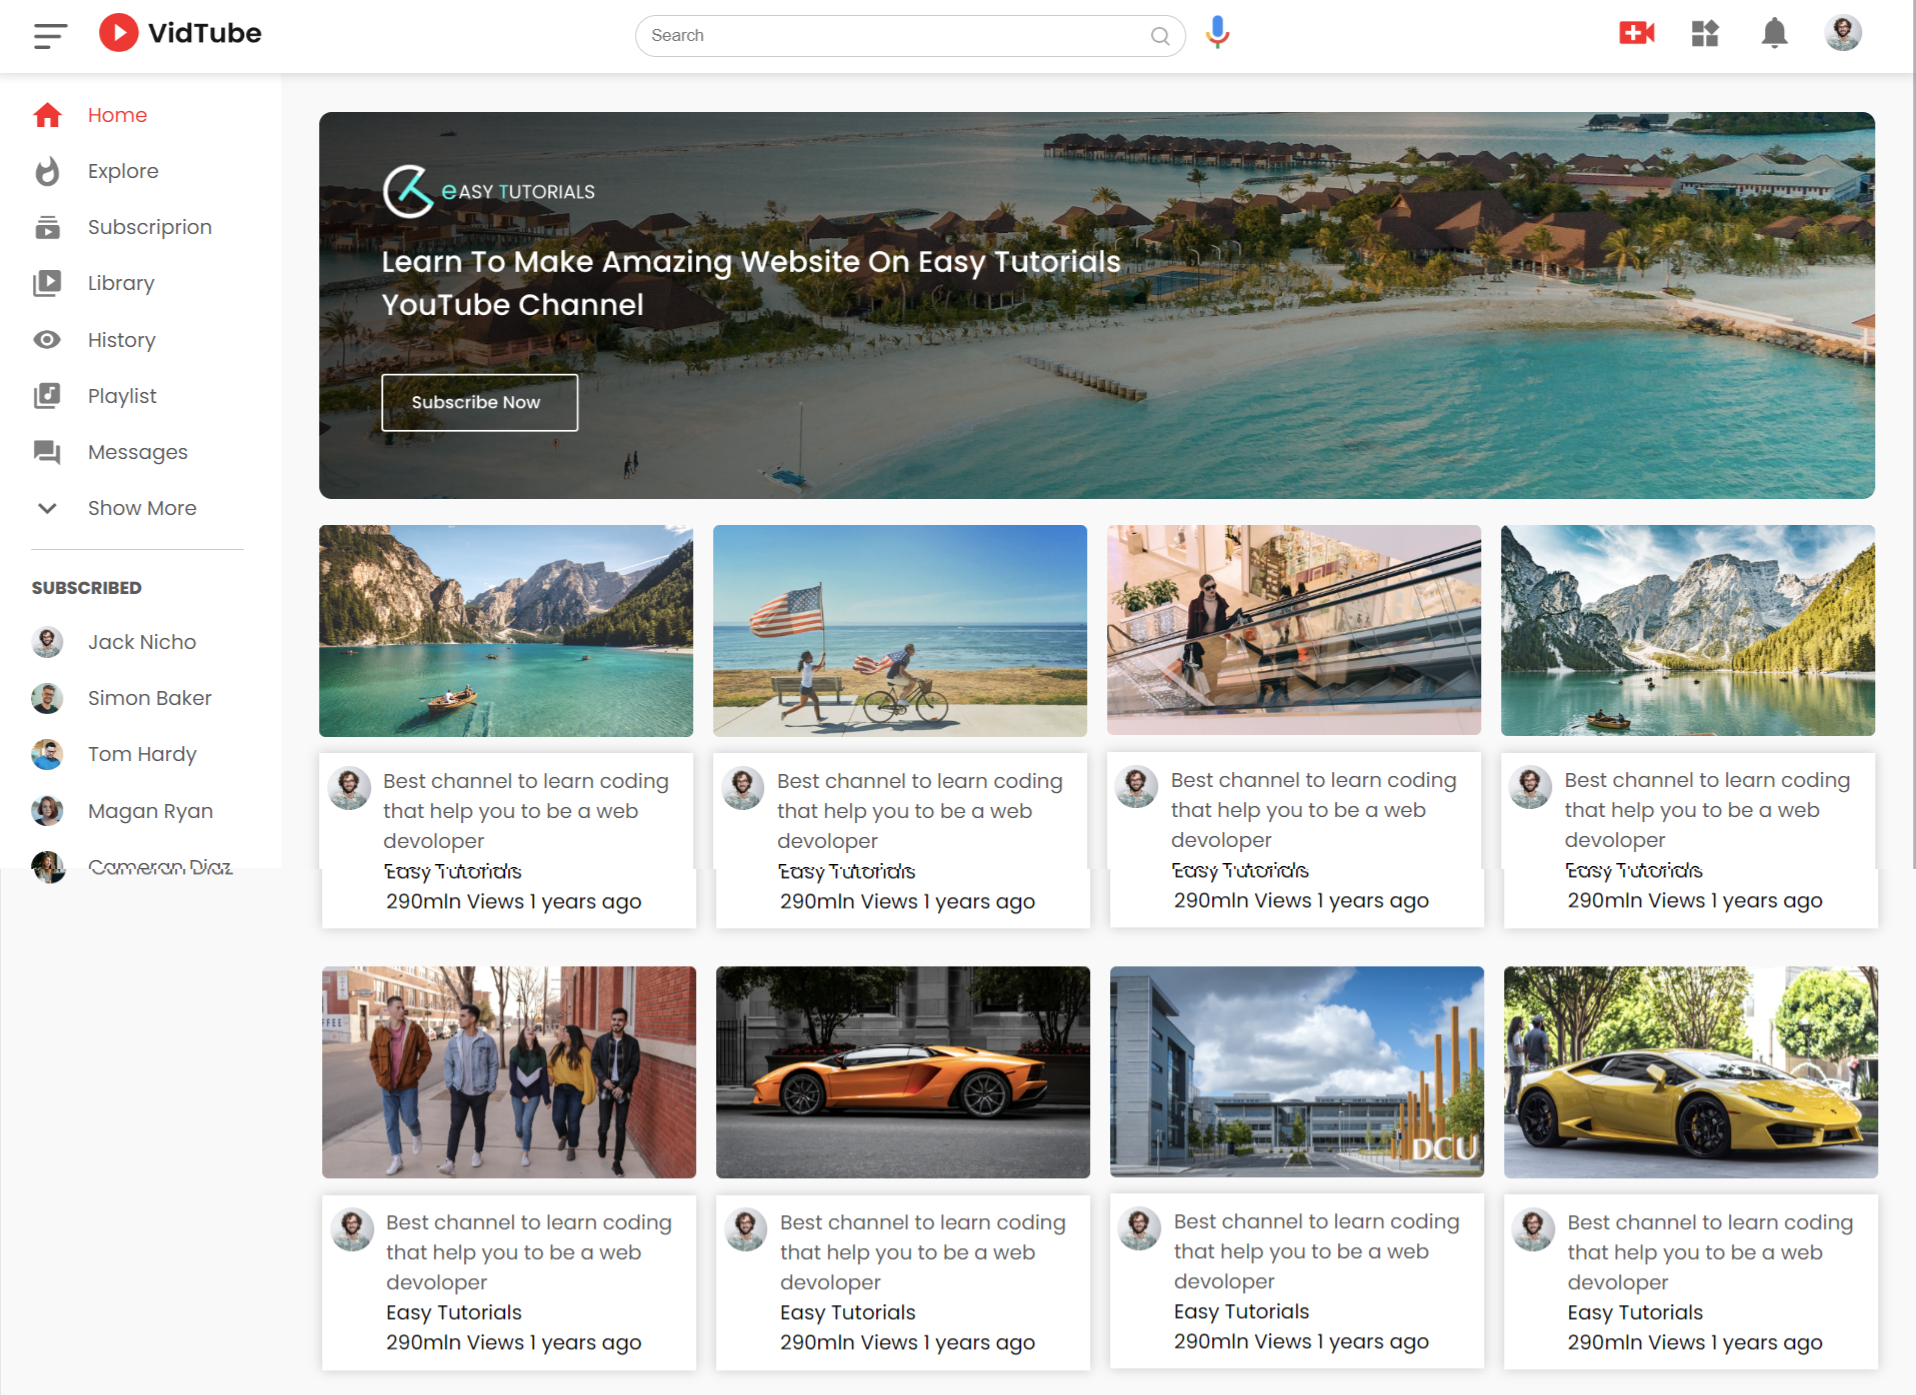 VidTube
Search
Home
Explore
Subscriprion
Library
History
Playlist
Messages
Show More
SUBSCRIBED
Jack Nicho
Simon Baker
Tom Hardy
Magan Ryan
Cameran Diaz
eASY TUTORIALS
Learn To Make Amazing Website On Easy Tutorials
YouTube Channel
Subscribe Now
Best channel to learn coding
that help you to be a web
devoloper
Easy Tutorials
290mln Views 1 years ago
Best channel to learn coding
that help you to be a web
devoloper
Easy Tutorials
290mln Views 1 years ago
Best channel to learn coding
that help you to be a web
devoloper
Easy Tutorials
290mln Views 1 years ago
Best channel to learn coding
that help you to be a web
devoloper
Easy Tutorials
290mln Views 1 years ago
FFEE
DCU
Best channel to learn coding
that help you to be a web
devoloper
Easy Tutorials
290mln Views 1 years ago
Best channel to learn coding
that help you to be a web
devoloper
Easy Tutorials
290mln Views 1 years ago
Best channel to learn coding
that help you to be a web
devoloper
Easy Tutorials
290mln Views 1 years ago
Best channel to learn coding
that help you to be a web
devoloper
Easy Tutorials
290mln Views 1 years ago